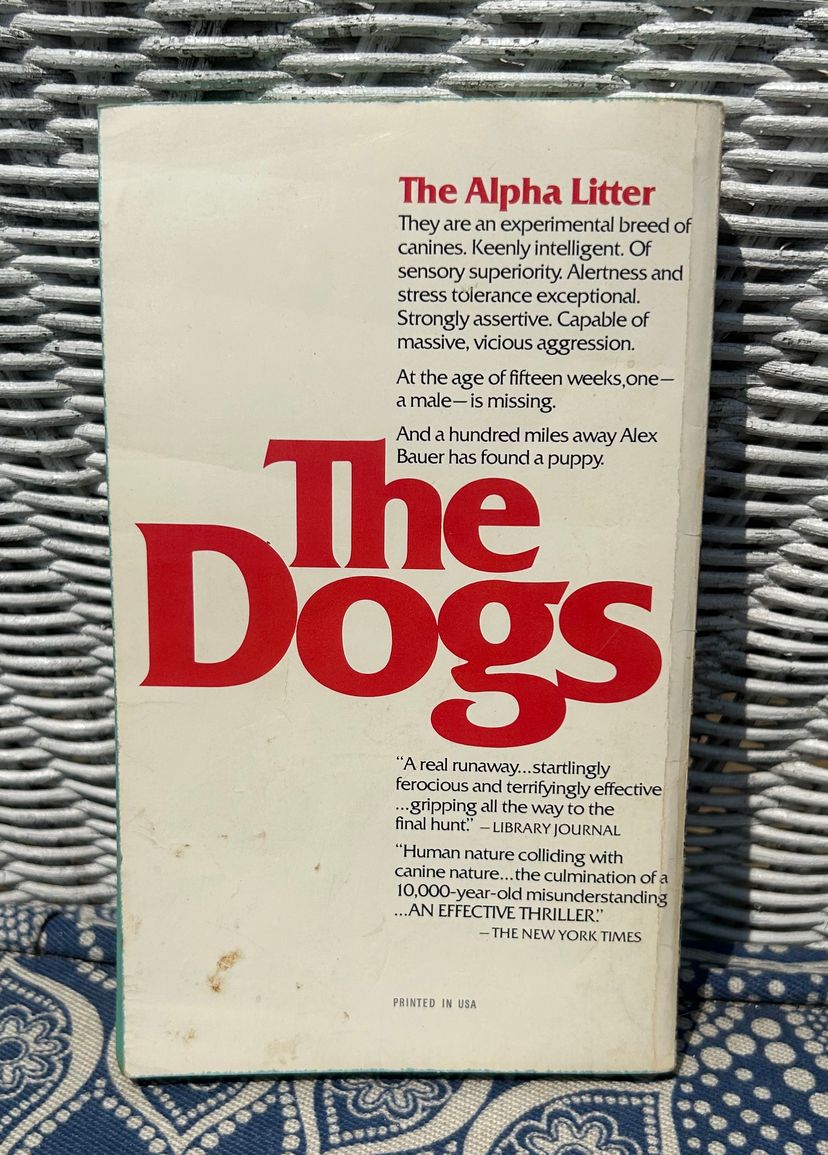 The Alpha Litter
They are an experimental breed of
canines. Keenly intelligent. Of
sensory superiority. Alertness and
stress tolerance exceptional.
Strongly assertive. Capable of
massive, vicious aggression.
At the age of fifteen weeks,one—
a male—is missing.
And a hundred miles away Alex
Bauer has found a puppy.
The
Dogs
“A real runaway...startlingly
ferocious and terrifyingly effective
...gripping all the way to the
final hunt.” —LIBRARY JOURNAL
“Human nature colliding with
canine nature...the culmination of a
10,000-year-old misunderstanding
...AN EFFECTIVE THRILLER.”
—THE NEW YORK TIMES
PRINTED IN USA